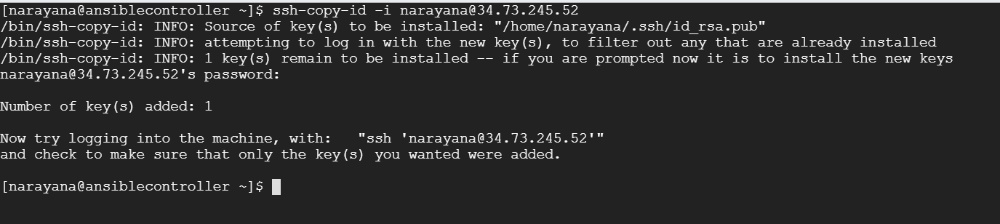 [narayana@ansiblecontroller ~]$ ssh-copy-id -i narayana@34.73.245.52
/bin/ssh-copy-id: INFO: Source of key(s) to be installed: "/home/narayana/.ssh/id_rsa.pub"
/bin/ssh-copy-id: INFO: attempting to log in with the new key(s), to filter out any that are already installed
/bin/ssh-copy-id: INFO: 1 key(s) remain to be installed -- if you are prompted now it is to install the new keys
narayana@34.73.245.52's password:
Number of key(s) added: 1
Now try logging into the machine, with:   "ssh 'narayana@34.73.245.52'"
and check to make sure that only the key(s) you wanted were added.
[narayana@ansiblecontroller ~]$